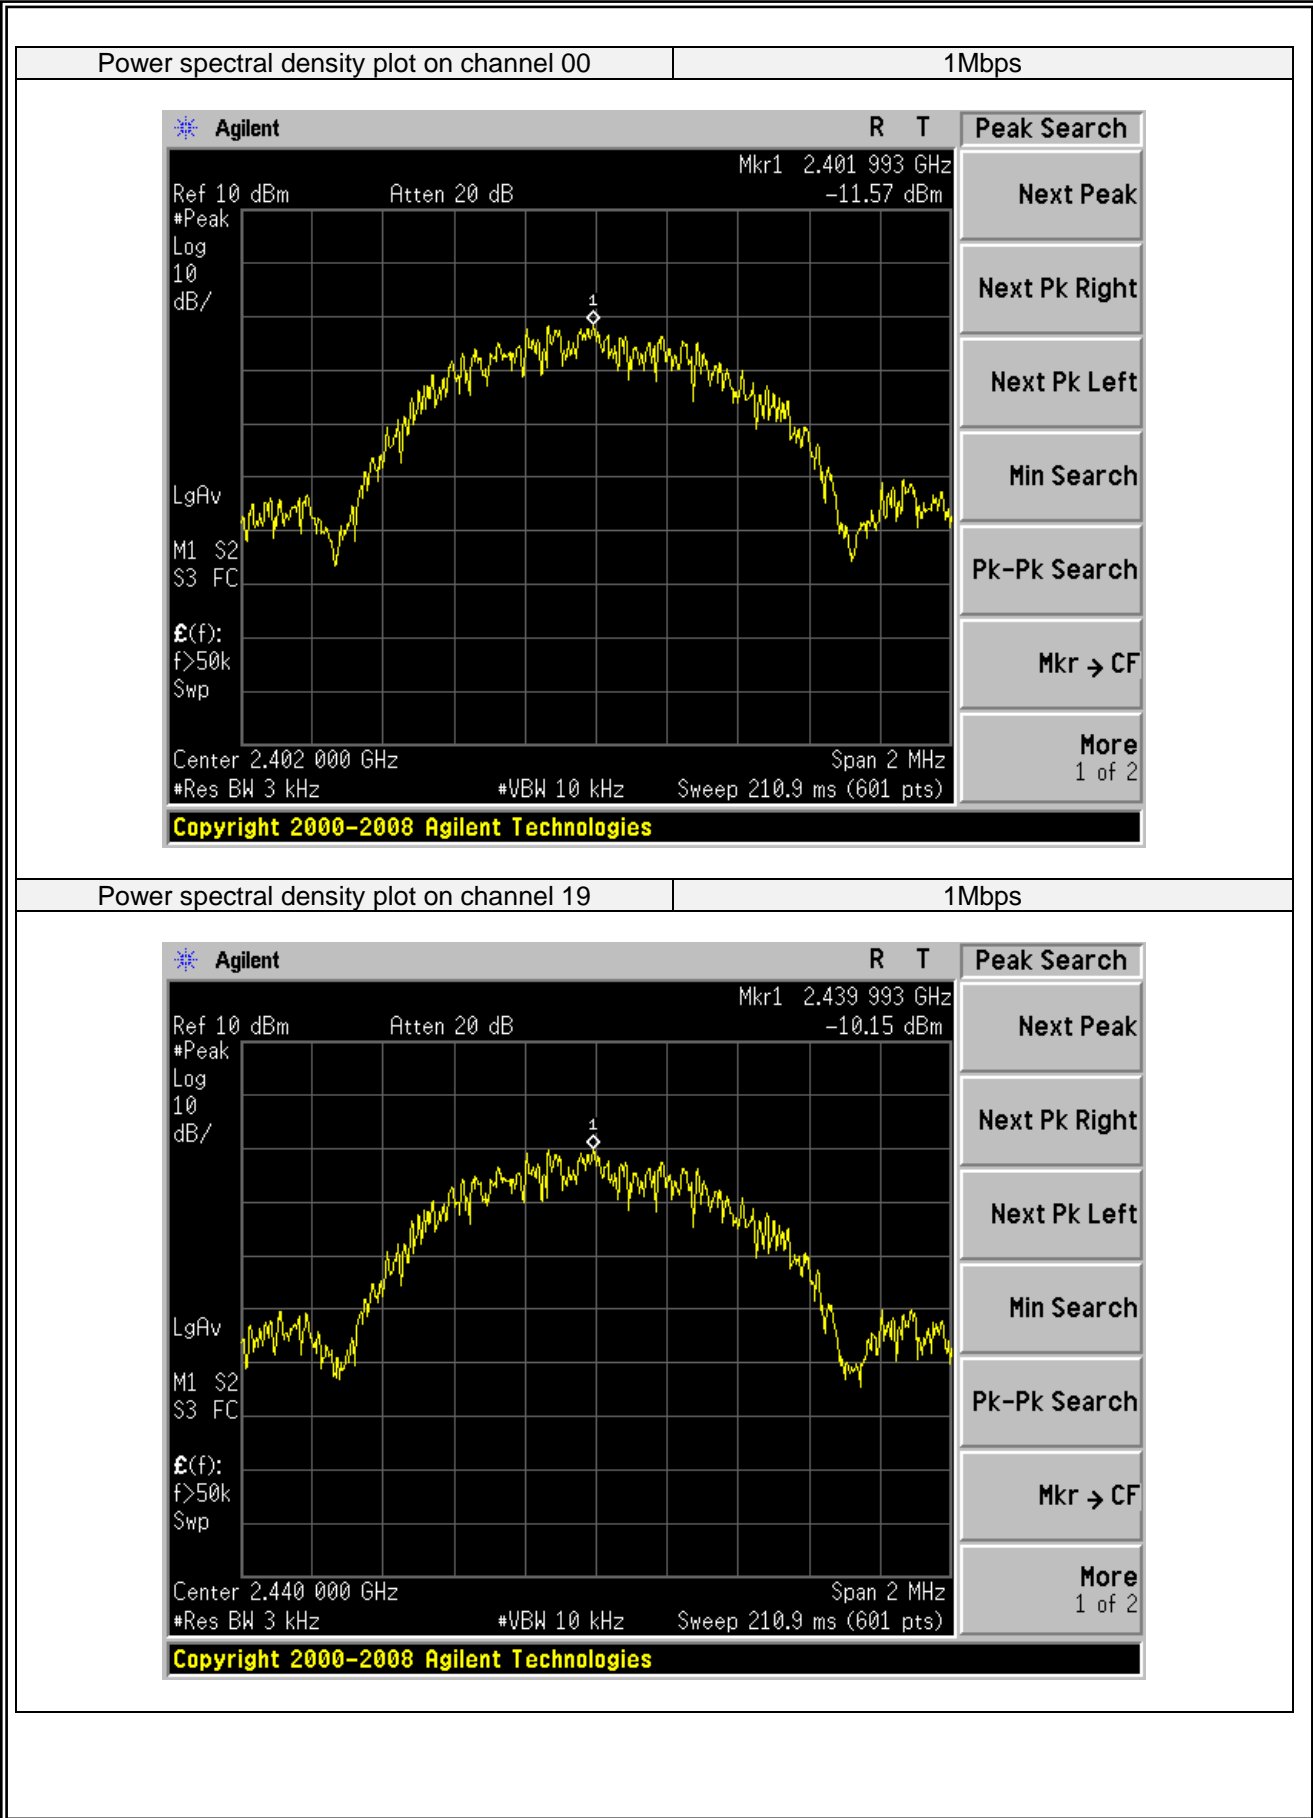 Power spectral density plot on channel 00 1Mbps
Agilent R T Peak Search
Mkr1 2.401 993 GHz
Ref 10 dBm Atten 20 dB -11.57 dBm
#Peak
Log
10
dB/
1
LgAv
M1 S2
S3 FC
£(f):
f>50k
Swp
Center 2.402 000 GHz Span 2 MHz
#Res BW 3 kHz #VBW 10 kHz Sweep 210.9 ms (601 pts)
Copyright 2000-2008 Agilent Technologies
Next Peak
Next Pk Right
Next Pk Left
Min Search
Pk-Pk Search
Mkr → CF
More
1 of 2
Power spectral density plot on channel 19 1Mbps
Agilent R T Peak Search
Mkr1 2.439 993 GHz
Ref 10 dBm Atten 20 dB -10.15 dBm
#Peak
Log
10
dB/
1
LgAv
M1 S2
S3 FC
£(f):
f>50k
Swp
Center 2.440 000 GHz Span 2 MHz
#Res BW 3 kHz #VBW 10 kHz Sweep 210.9 ms (601 pts)
Copyright 2000-2008 Agilent Technologies
Next Peak
Next Pk Right
Next Pk Left
Min Search
Pk-Pk Search
Mkr → CF
More
1 of 2